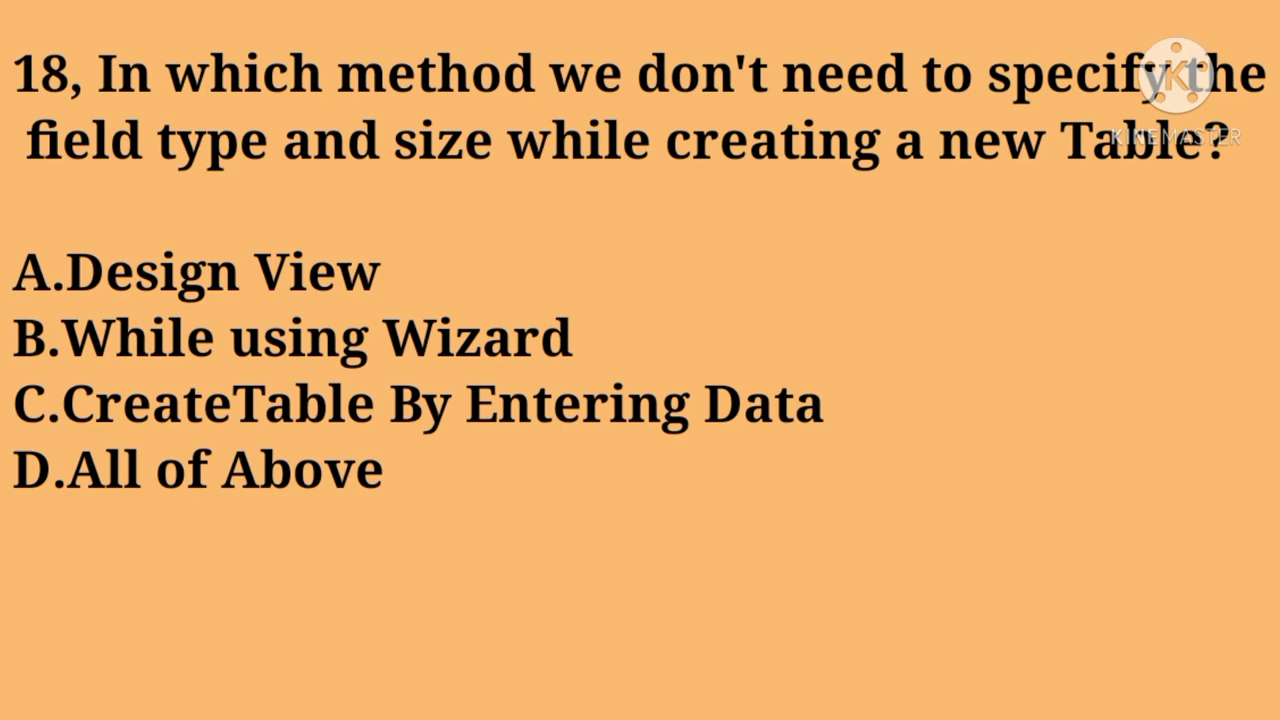 18, In which method we don't need to specify the
field type and size while creating a new Table?
KINEMASTER
A.Design View
B.While using Wizard
C.CreateTable By Entering Data
D.All of Above